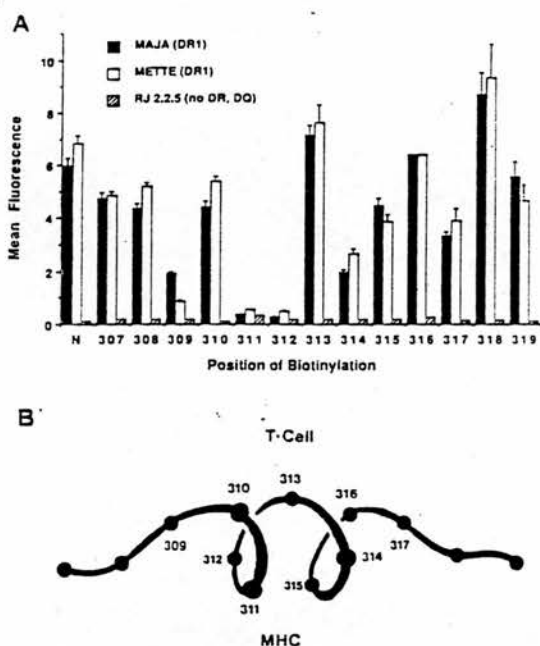 A
MAJA (DR1)
METTE (DR1)
RJ 2.2.5 (no DR, DQ)
Mean Fluorescence
10
8
6
4
2
0
N 307 308 309 310 311 312 313 314 315 316 317 318 319
Position of Biotinylation
B
T-Cell
313
310
316
309
317
312
314
315
311
MHC